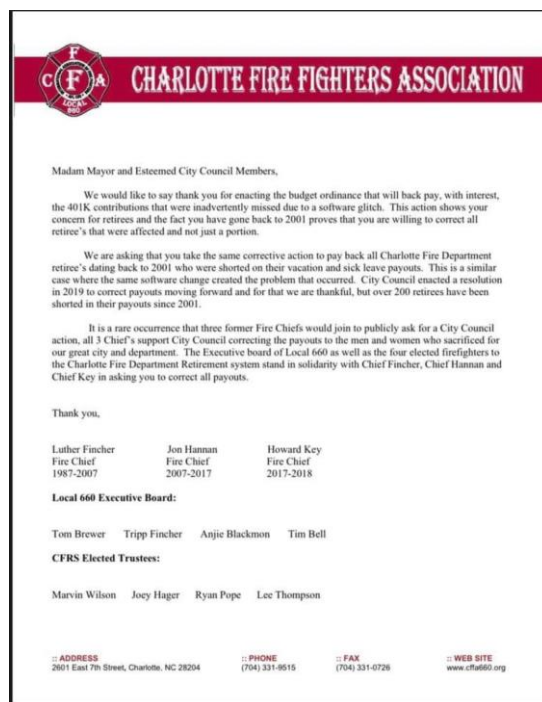 F
C F A
LOCAL
660
CHARLOTTE FIRE FIGHTERS ASSOCIATION
Madam Mayor and Esteemed City Council Members,
We would like to say thank you for enacting the budget ordinance that will back pay, with interest,
the 401K contributions that were inadvertently missed due to a software glitch. This action shows your
concern for retirees and the fact you have gone back to 2001 proves that you are willing to correct all
retiree's that were affected and not just a portion.
We are asking that you take the same corrective action to pay back all Charlotte Fire Department
retiree's dating back to 2001 who were shorted on their vacation and sick leave payouts. This is a similar
case where the same software change created the problem that occurred. City Council enacted a resolution
in 2019 to correct payouts moving forward and for that we are thankful, but over 200 retirees have been
shorted in their payouts since 2001.
It is a rare occurrence that three former Fire Chiefs would join to publicly ask for a City Council
action, all 3 Chief's support City Council correcting the payouts to the men and women who sacrificed for
our great city and department. The Executive board of Local 660 as well as the four elected firefighters to
the Charlotte Fire Department Retirement system stand in solidarity with Chief Fincher, Chief Hannan and
Chief Key in asking you to correct all payouts.
Thank you,
Luther Fincher Jon Hannan Howard Key
Fire Chief Fire Chief Fire Chief
1987-2007 2007-2017 2017-2018
Local 660 Executive Board:
Tom Brewer Tripp Fincher Anjie Blackmon Tim Bell
CFRS Elected Trustees:
Marvin Wilson Joey Hager Ryan Pope Lee Thompson
:: ADDRESS :: PHONE :: FAX :: WEB SITE
2601 East 7th Street, Charlotte, NC 28204 (704) 331-9515 (704) 331-0726 www.cffa660.org